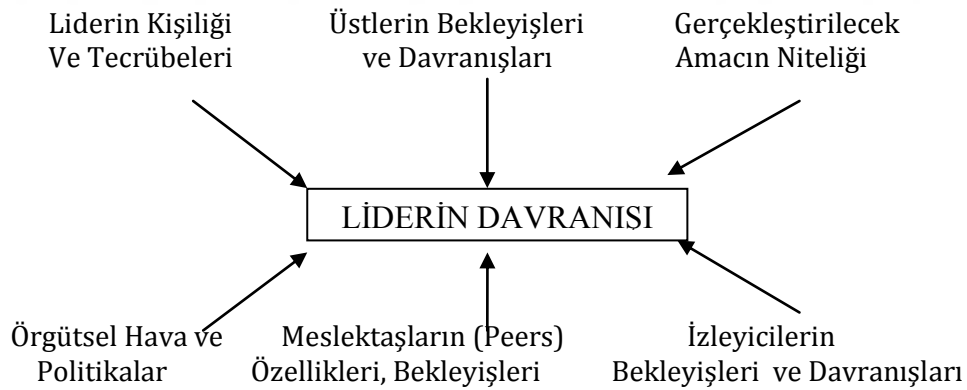 Liderin Kişiliği
Ve Tecrübeleri
Üstlerin Bekleyişleri
ve Davranışları
Gerçekleştirilecek
Amacın Niteliği
LİDERİN DAVRANIŞI
Örgütsel Hava ve
Politikalar
Meslektaşların (Peers)
Özellikleri, Bekleyişleri
İzleyicilerin
Bekleyişleri ve Davranışları